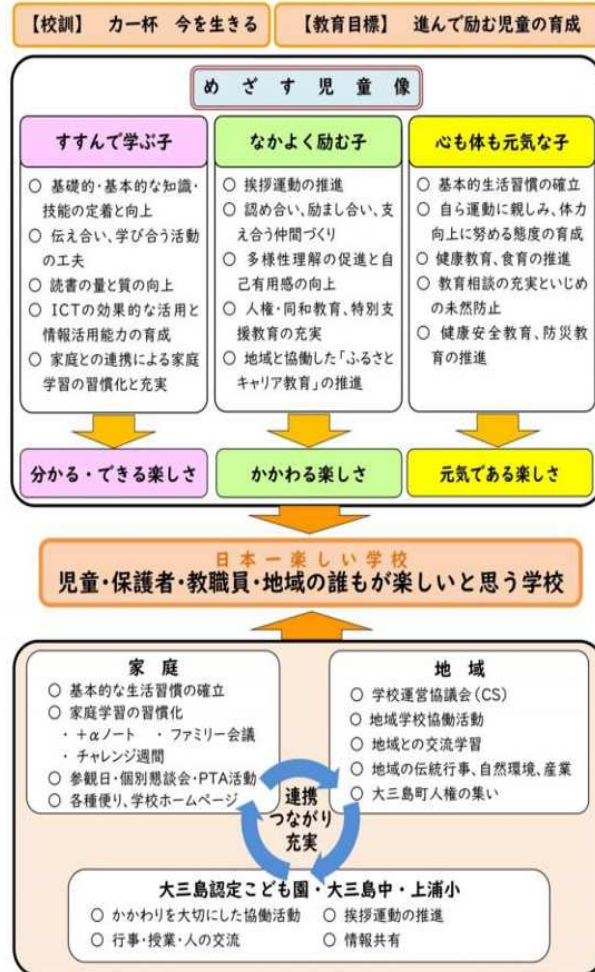 【校訓】 力一杯 今を生きる
【教育目標】 進んで励む児童の育成
めざす児童像
すすんで学ぶ子
○ 基礎的・基本的な知識・
技能の定着と向上
○ 伝え合い、学び合う活動
の工夫
○ 読書の量と質の向上
○ ICTの効果的な活用と
情報活用能力の育成
○ 家庭との連携による家庭
学習の習慣化と充実
分かる・できる楽しさ
なかよく励む子
○ 挨拶運動の推進
○ 認め合い、励まし合い、支
え合う仲間づくり
○ 多様性理解の促進と自
己有用感の向上
○ 人権・同和教育、特別支
援教育の充実
○ 地域と協働した「ふるさと
キャリア教育」の推進
かかわる楽しさ
心も体も元気な子
○ 基本的生活習慣の確立
○ 自ら運動に親しみ、体力
向上に努める態度の育成
○ 健康教育、食育の推進
○ 教育相談の充実といじめ
の未然防止
○ 健康安全教育、防災教
育の推進
元気である楽しさ
日本一楽しい学校
児童・保護者・教職員・地域の誰もが楽しいと思う学校
家庭
○ 基本的な生活習慣の確立
○ 家庭学習の習慣化
・ +αノート ・ ファミリー会議
・ チャレンジ週間
○ 参観日・個別懇談会・PTA活動
○ 各種便り、学校ホームページ
地域
○ 学校運営協議会(CS)
○ 地域学校協働活動
○ 地域との交流学習
○ 地域の伝統行事、自然環境、産業
○ 大三島町人権の集い
連携
つながり
充実
大三島認定こども園・大三島中・上浦小
○ かかわりを大切にした協働活動
○ 挨拶運動の推進
○ 行事・授業・人の交流
○ 情報共有